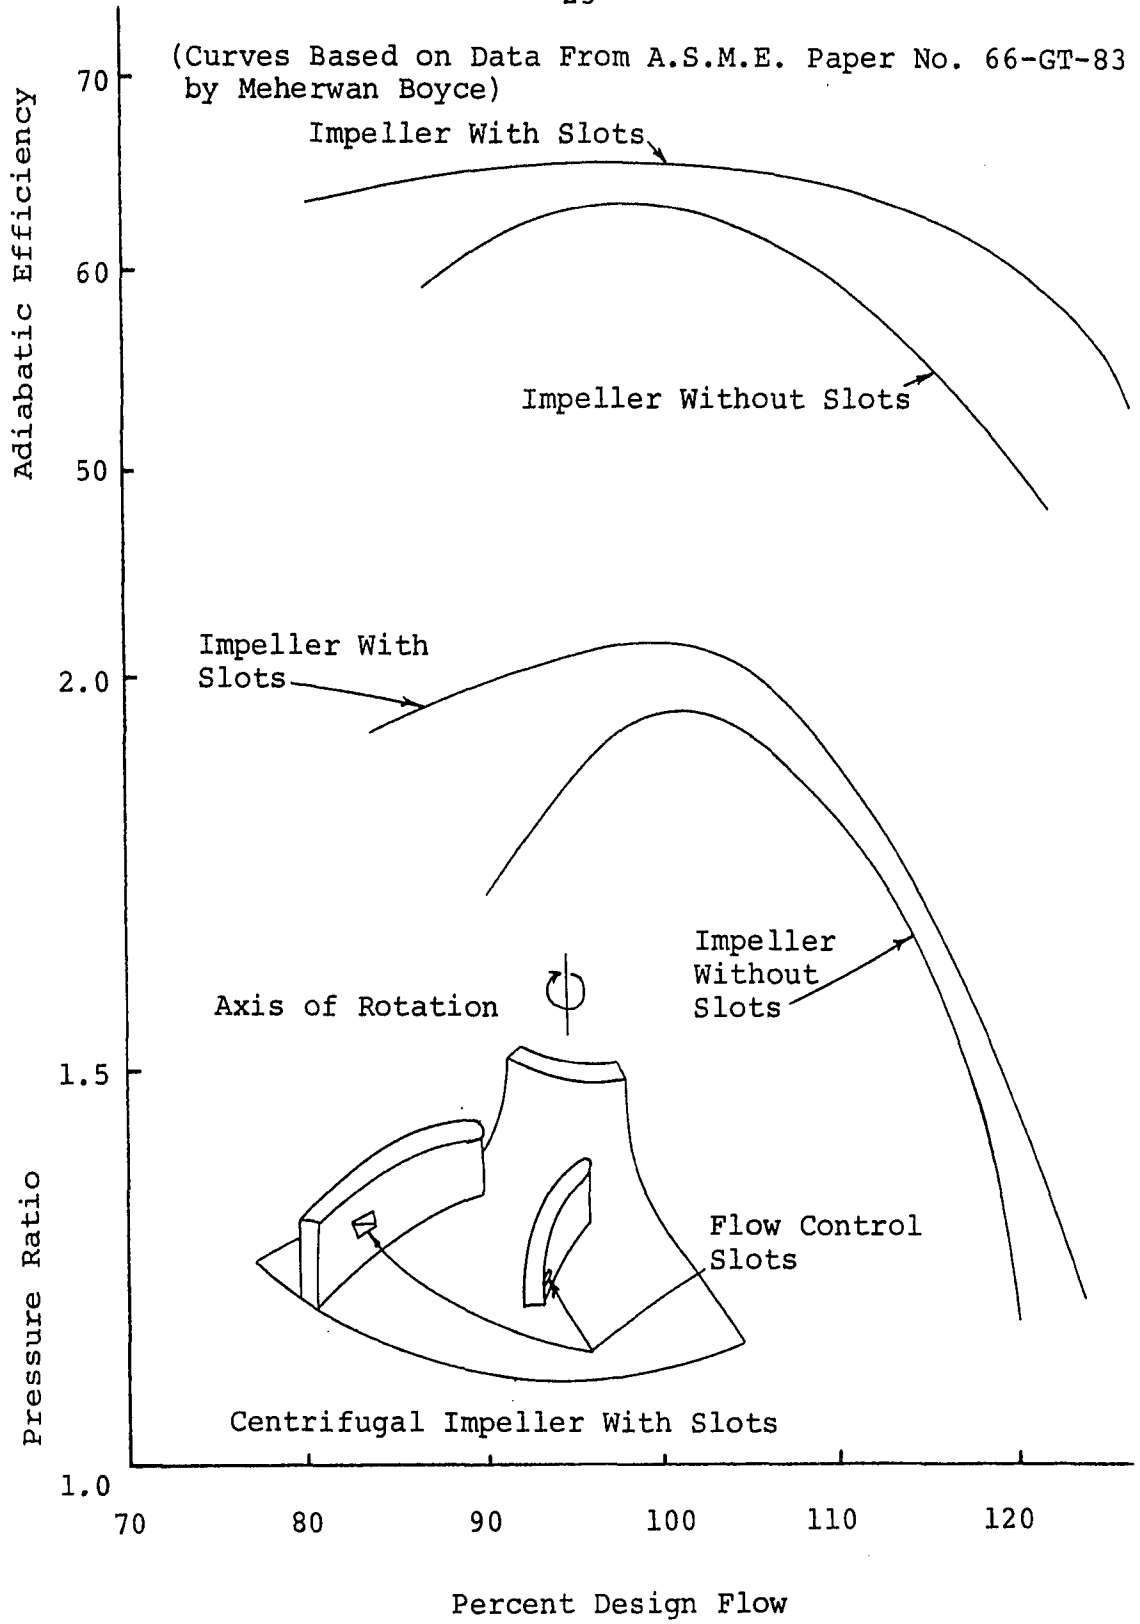 (Curves Based on Data From A.S.M.E. Paper No. 66-GT-83
by Meherwan Boyce)
Adiabatic Efficiency
70
60
50
Impeller With Slots
Impeller Without Slots
Impeller With
Slots
2.0
Impeller
Without
Slots
Axis of Rotation
1.5
Pressure Ratio
Flow Control
Slots
Centrifugal Impeller With Slots
1.0
70 80 90 100 110 120
Percent Design Flow